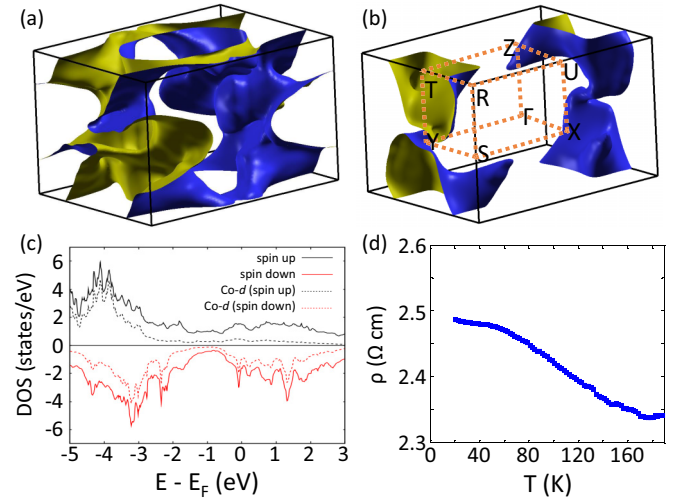 (a)
(b)
Z
U
T
R
Γ
Y
X
S
(c)
6
4
2
0
-2
-4
-6
DOS (states/eV)
spin up
spin down
Co-d (spin up)
Co-d (spin down)
-5 -4 -3 -2 -1 0 1 2 3
E - EF (eV)
(d)
2.6
2.5
2.4
2.3
ρ (Ω cm)
0 40 80 120 160
T (K)